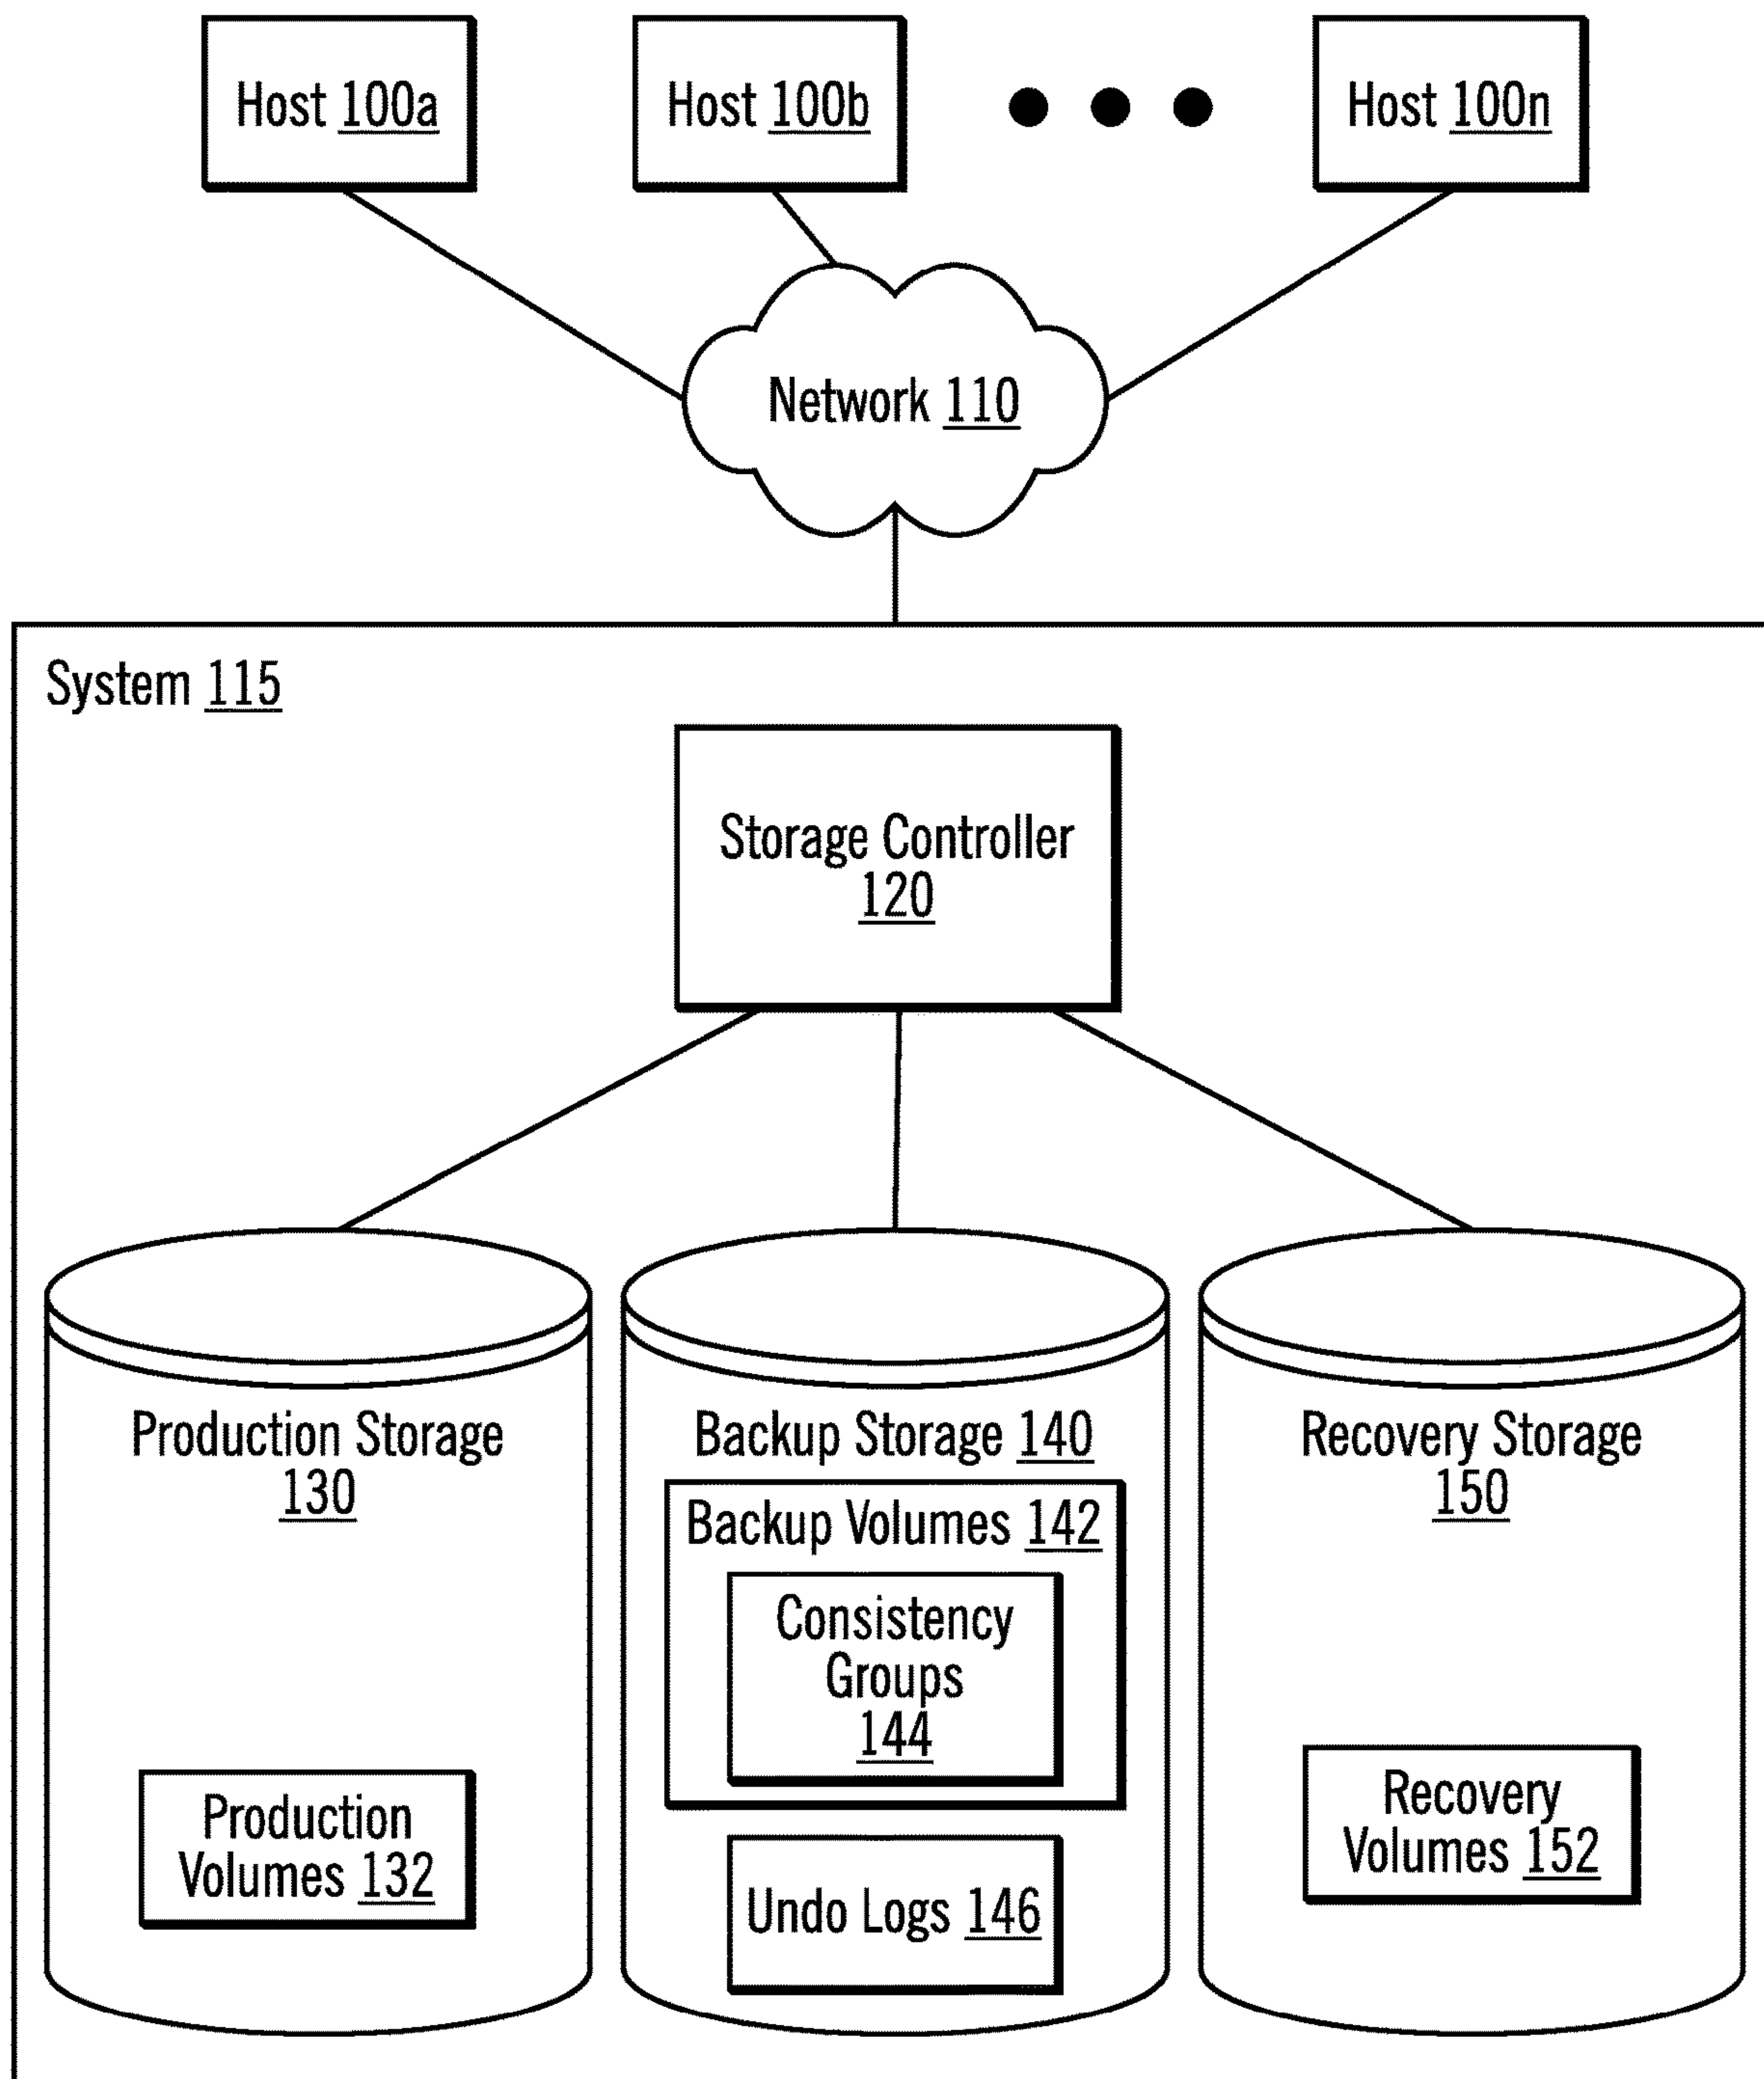 Host 100a
Host 100b
Host 100n
Network 110
System 115
Storage Controller
120
Production Storage
130
Production
Volumes 132
Backup Storage 140
Backup Volumes 142
Consistency
Groups
144
Undo Logs 146
Recovery Storage
150
Recovery
Volumes 152